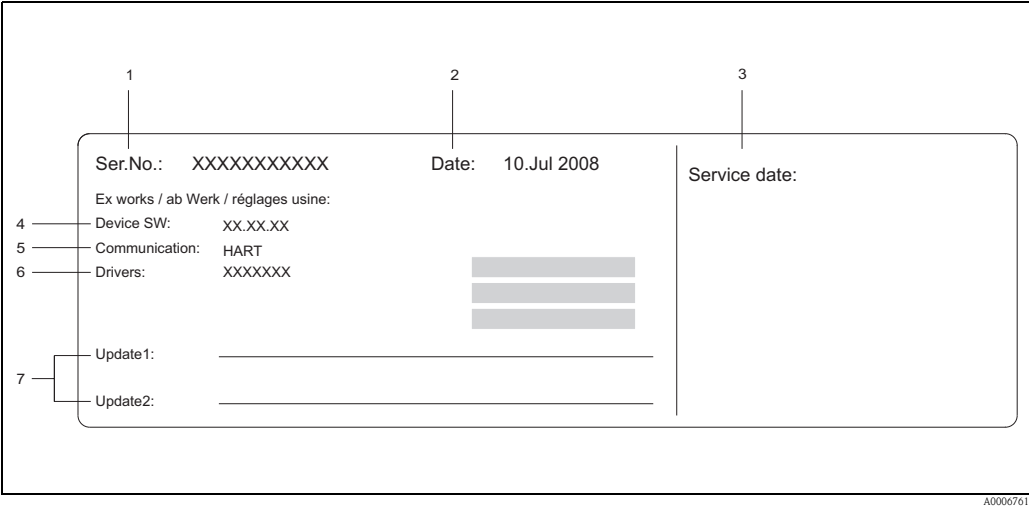 1 2 3
Ser.No.: XXXXXXXXXXX Date: 10.Jul 2008 Service date:
Ex works / ab Werk / réglages usine:
4 Device SW: XX.XX.XX
5 Communication: HART
6 Drivers: XXXXXXX
Update1:
7
Update2:
A0006761